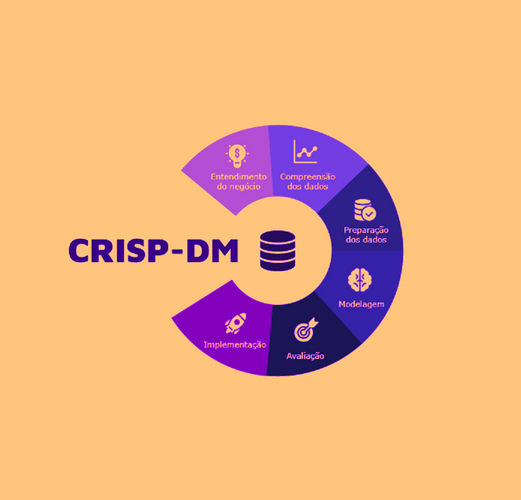 CRISP-DM
Entendimento
do negócio
Compreensão
dos dados
Preparação
dos dados
Modelagem
Avaliação
Implementação